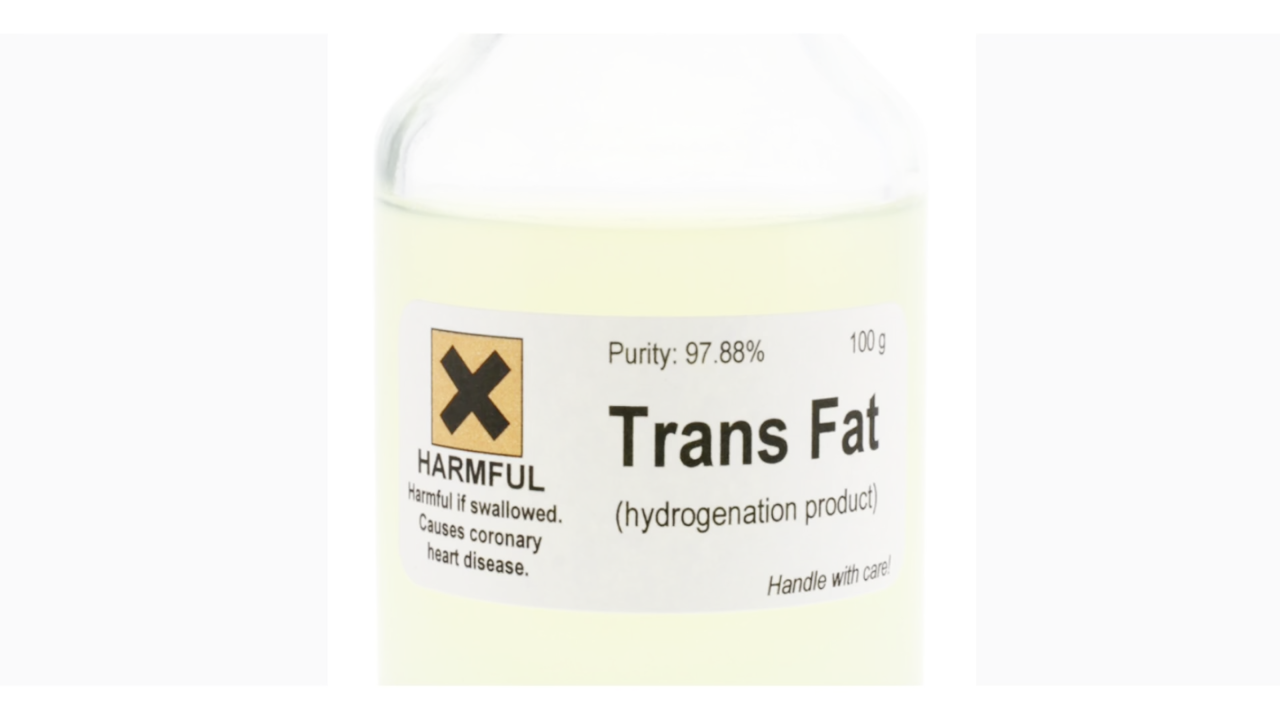 Purity: 97.88%
100 g
Trans Fat
(hydrogenation product)
Handle with care!
HARMFUL
Harmful if swallowed.
Causes coronary
heart disease.